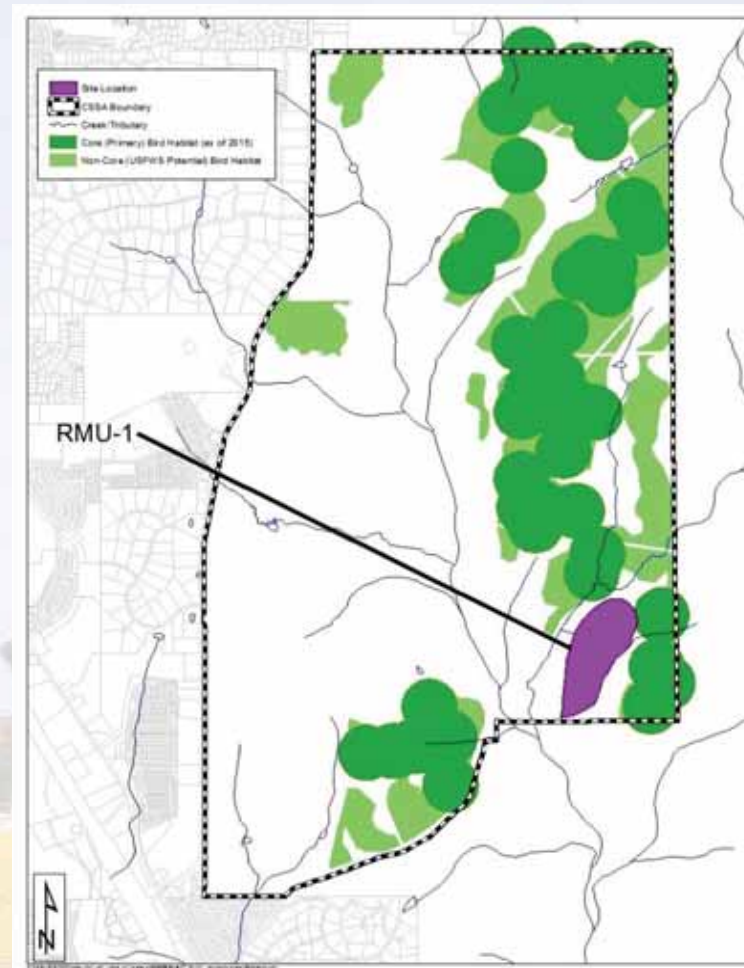 Site Location
CSSA Boundary
Creek/Tributary
Core (Primary) Bird Habitat (as of 2015)
Non-Core (USFWS Potential) Bird Habitat
RMU-1
N